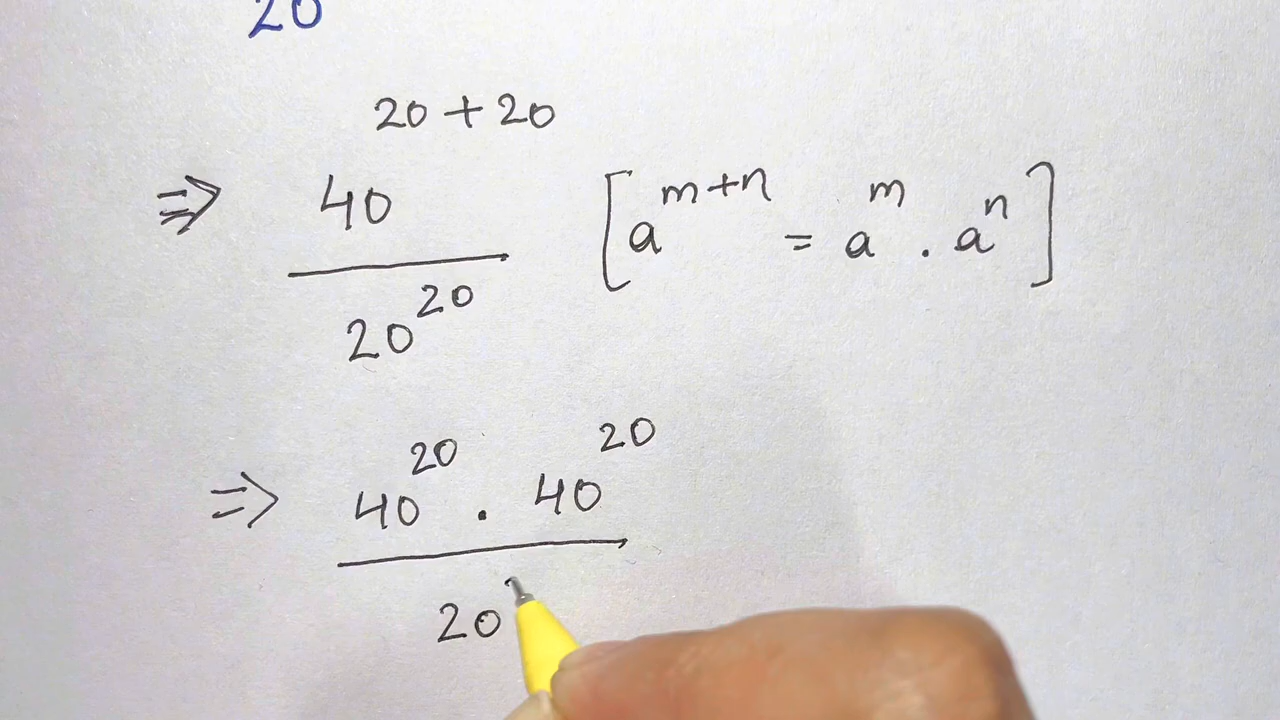 20
20 + 20
⇒ 40 [a^m+n = a^m . a^n]
20^20
⇒ 40^20 . 40^20
20